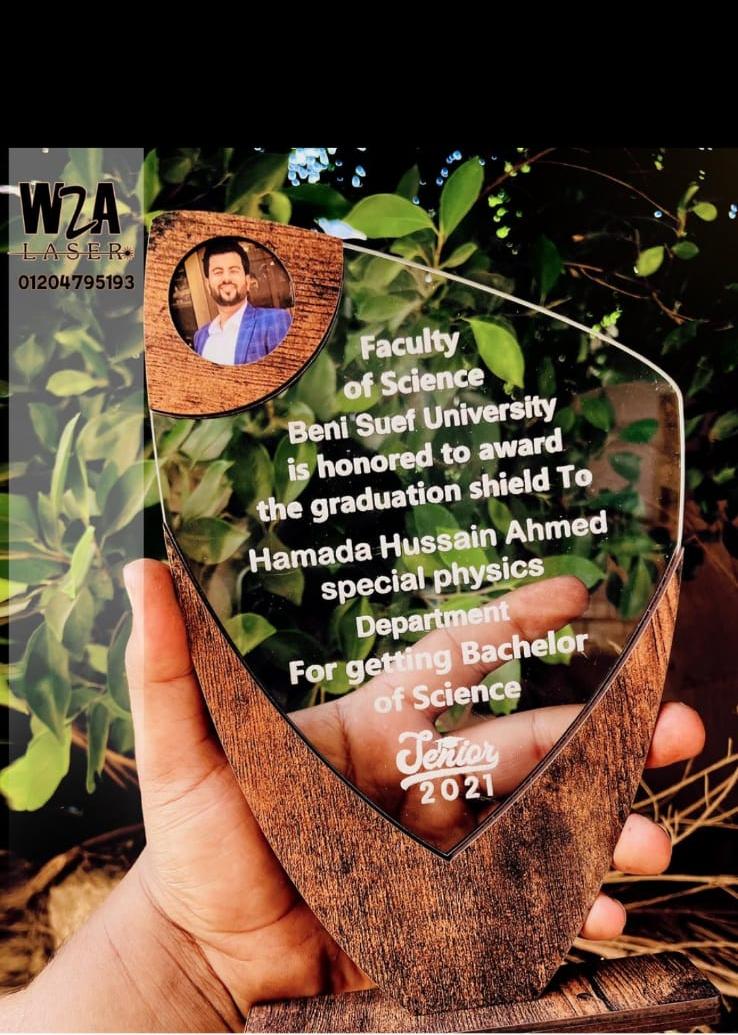 W2A
LASER
01204795193
Faculty
of Science
Beni Suef University
is honored to award
the graduation shield To
Hamada Hussain Ahmed
special physics
Department
For getting Bachelor
of Science
Senior
2021